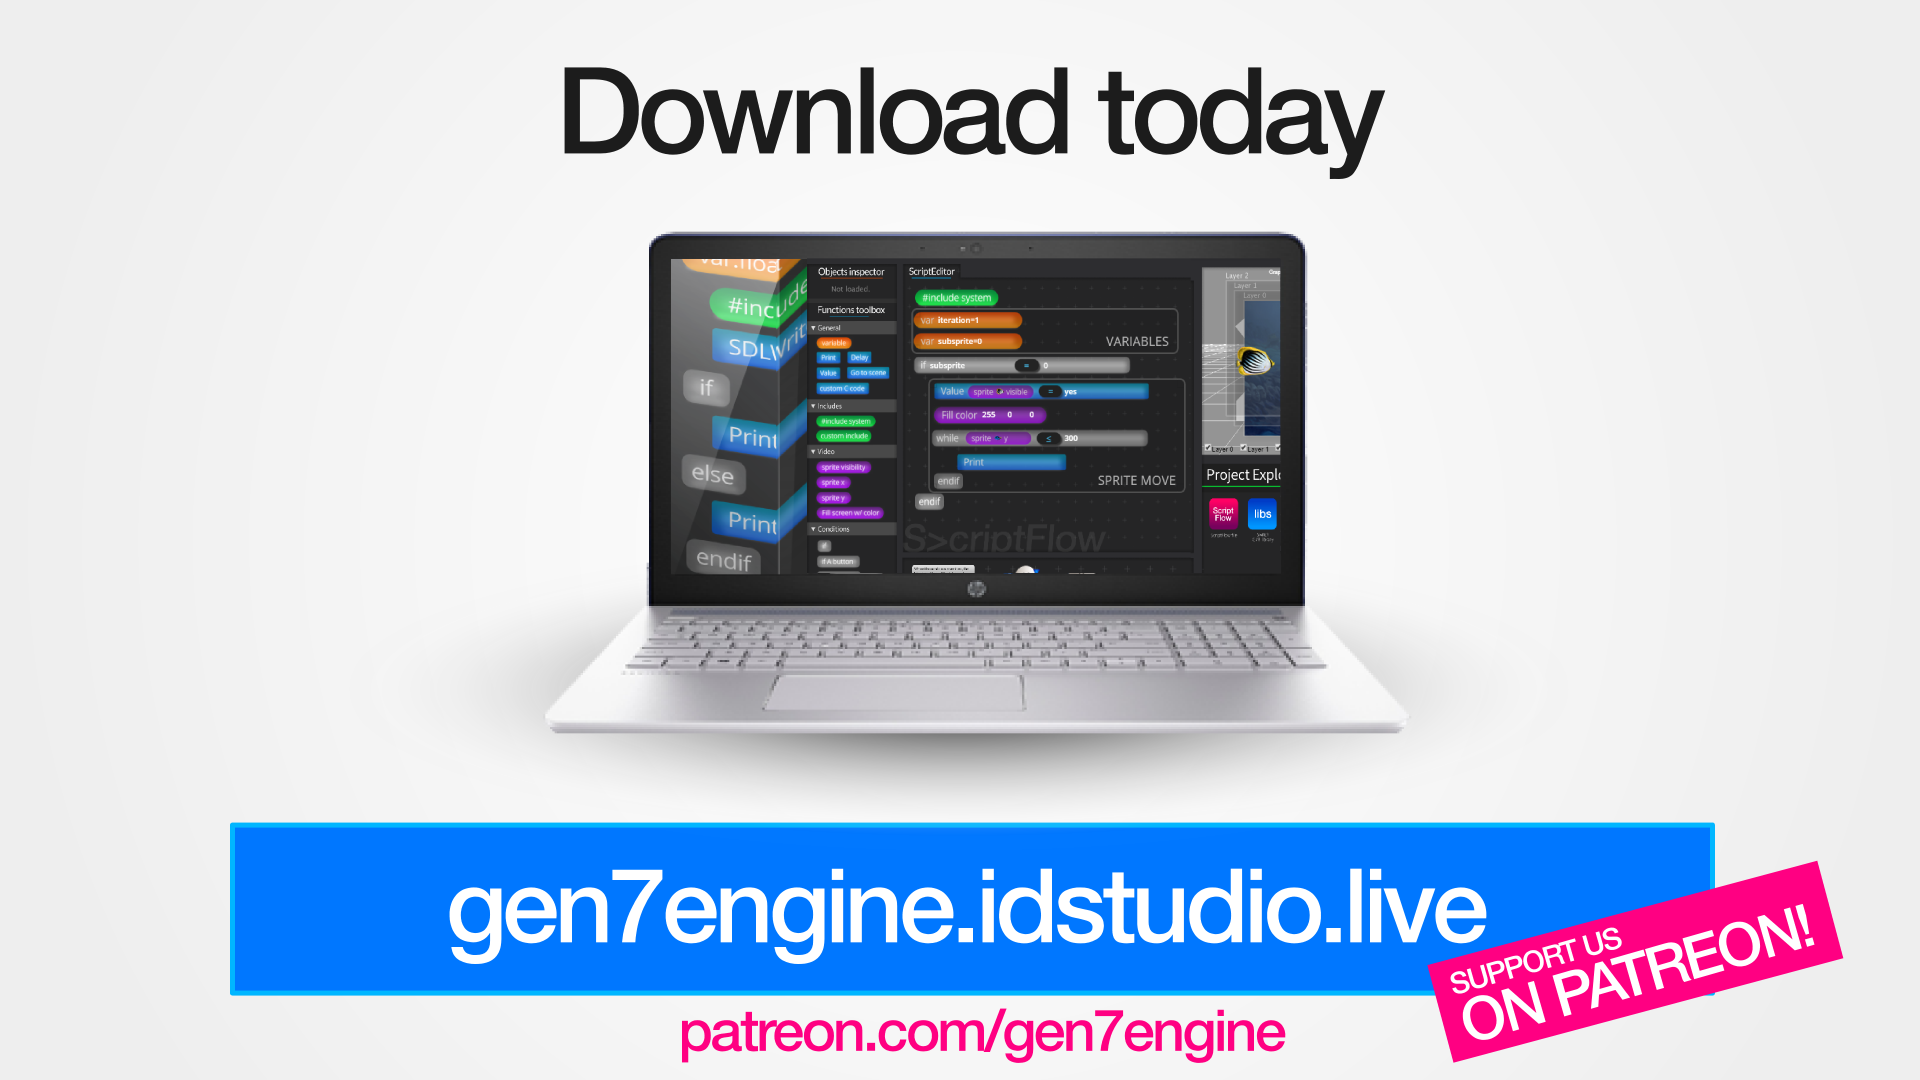 Download today
var:floa
#include
SDLWrit
if
Print
else
Print
endif
Objects inspector
Not loaded.
Functions toolbox
General
variable
Print Delay
Value Go to scene
custom C code
Includes
#include system
custom include
Video
sprite visibility
sprite x
sprite y
Fill screen w/ color
Conditions
if
if A button
ScriptEditor
#include system
var iteration=1
var subsprite=0
VARIABLES
if subsprite = 0
Value sprite visible = yes
Fill color 255 0 0
while sprite y ≤ 300
Print
endif
SPRITE MOVE
endif
S>criptFlow
Layer 2
Layer 1
Layer 0
Layer 0 Layer 1
Project Explo
Script
Flow
libs
gen7engine.idstudio.live
SUPPORT US
ON PATREON!
patreon.com/gen7engine